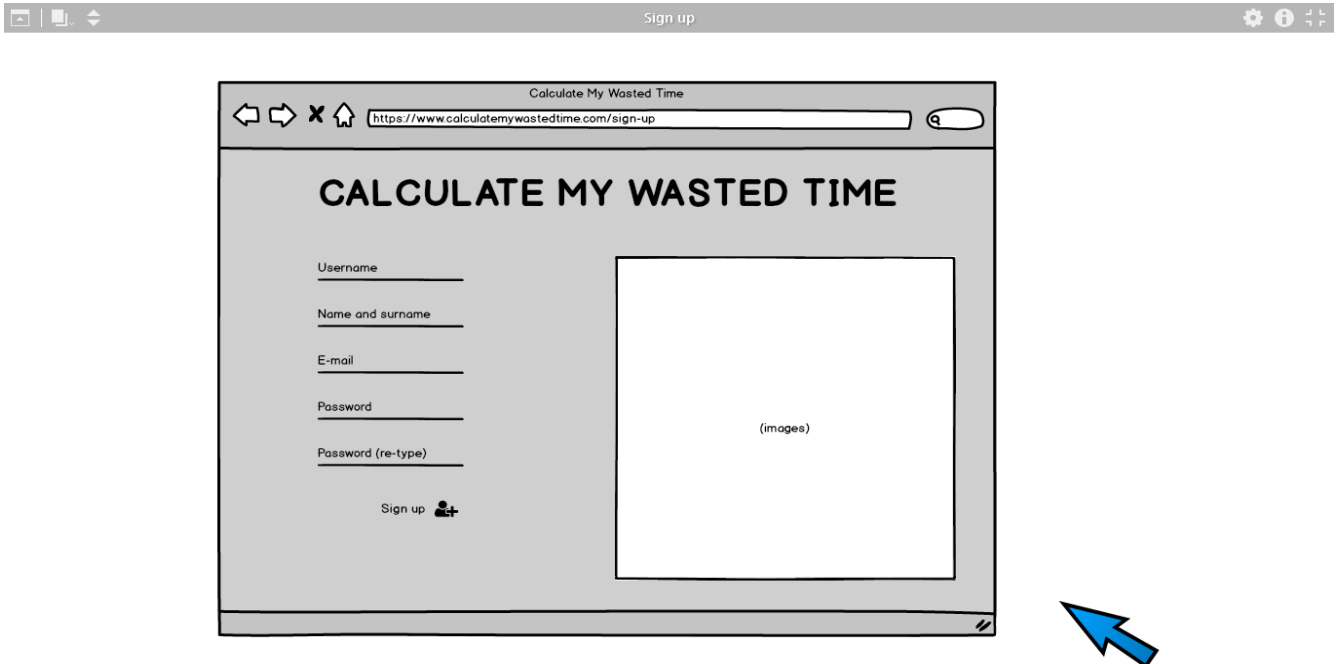 Sign up
Calculate My Wasted Time
https://www.calculatemywastedtime.com/sign-up
CALCULATE MY WASTED TIME
Username
Name and surname
E-mail
Password
Password (re-type)
Sign up
(images)